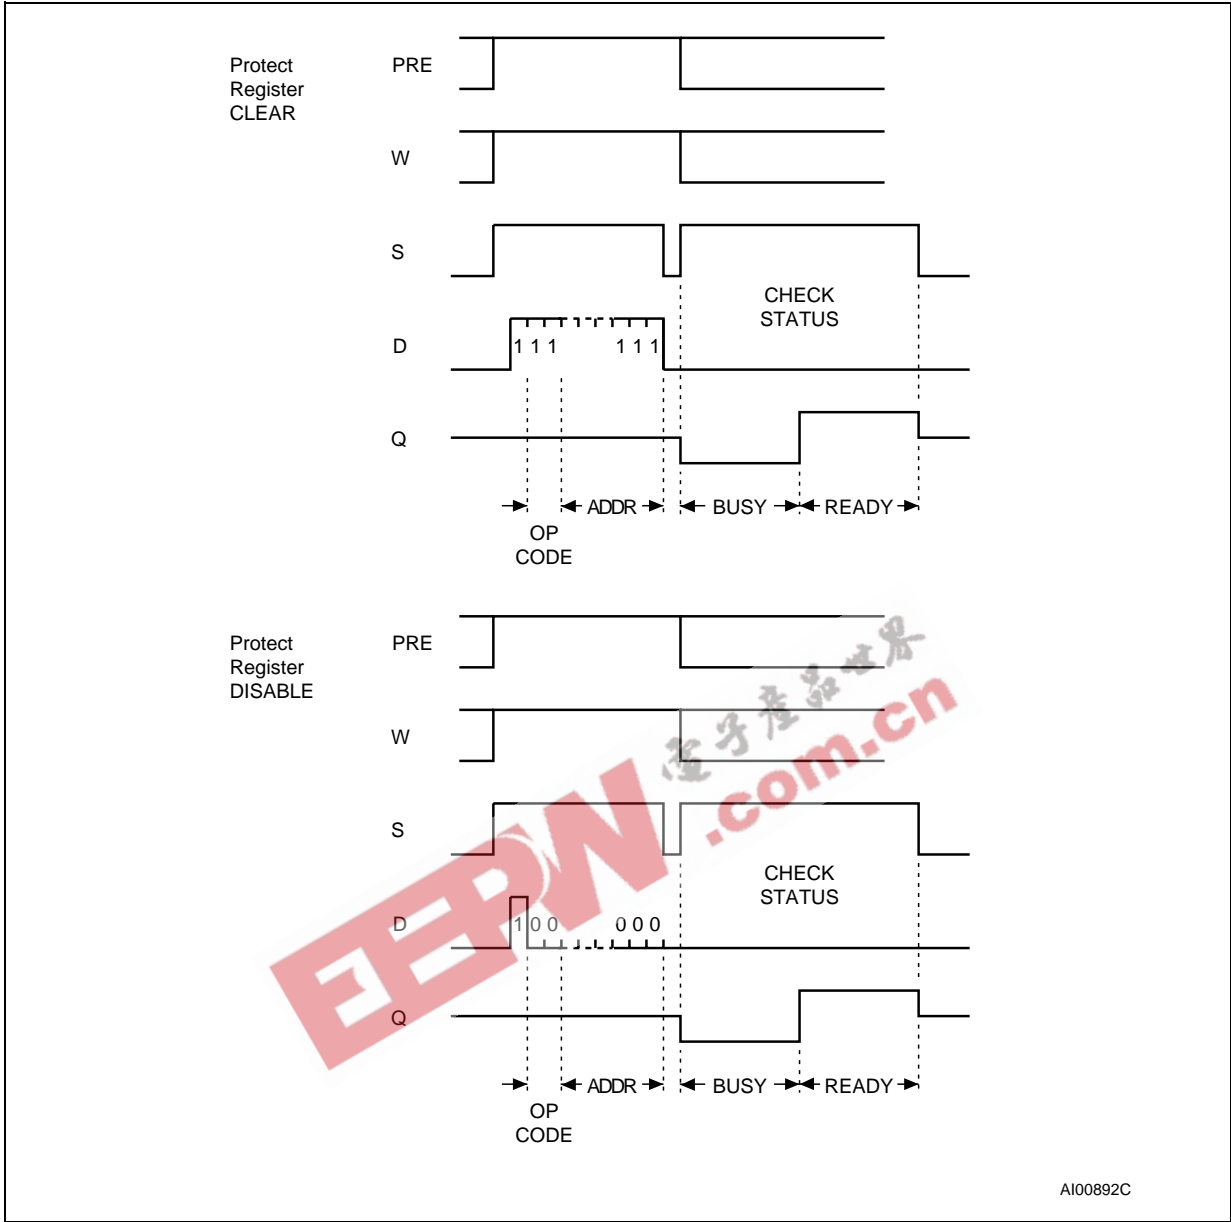 Protect
Register
CLEAR
PRE
W
S
CHECK
STATUS
D
1 1 1 1 1 1
Q
ADDR BUSY READY
OP
CODE
Protect
Register
DISABLE
PRE
W
電子產品世界
EEPW .com.cn
S
CHECK
STATUS
D
1 0 0 0 0 0
Q
ADDR BUSY READY
OP
CODE
AI00892C